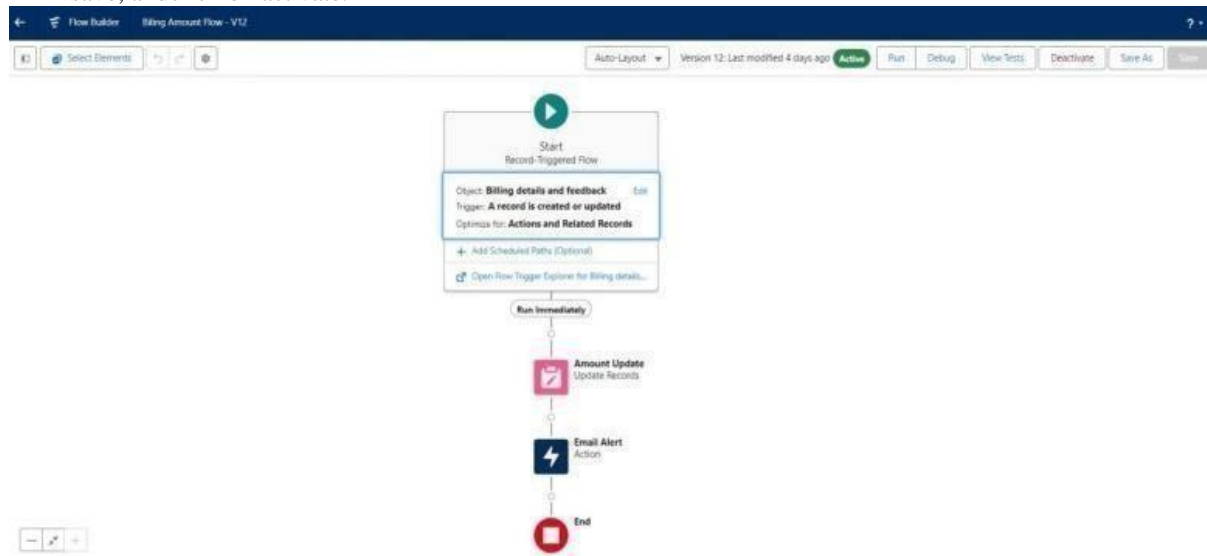 Flow Builder Billing Amount Flow - V12 ?
Select Elements Auto-Layout Version 12: Last modified 4 days ago Active Run Debug View Tests Deactivate Save As Save
Start
Record-Triggered Flow
Object: Billing details and feedback Edit
Trigger: A record is created or updated
Optimize for: Actions and Related Records
+ Add Scheduled Paths (Optional)
Open Flow Trigger Explorer for Billing details...
Run Immediately
Amount Update
Update Records
Email Alert
Action
End